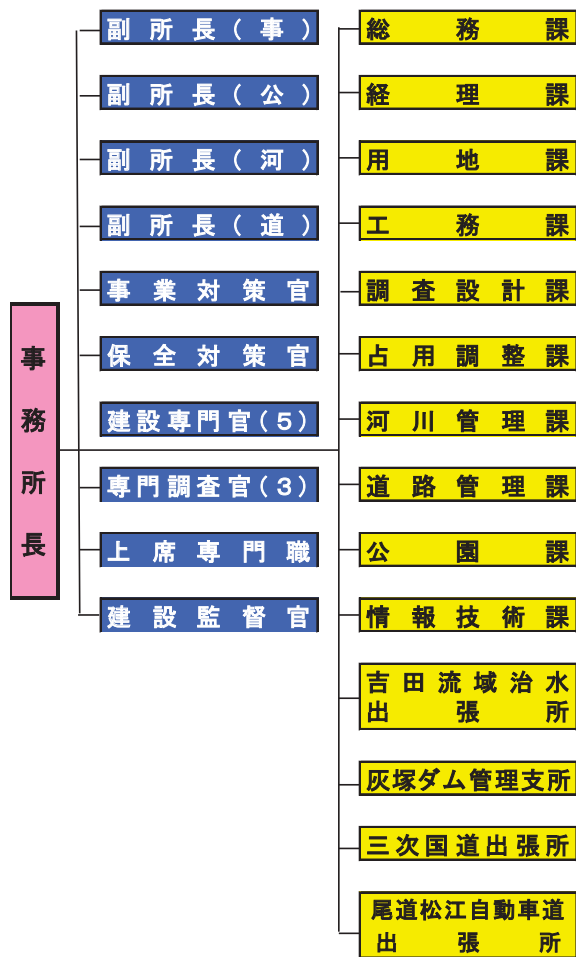 事務所長
副所長(事)
副所長(公)
副所長(河)
副所長(道)
事業対策官
保全対策官
建設専門官(5)
専門調査官(3)
上席専門職
建設監督官
総務課
経理課
用地課
工務課
調査設計課
占用調整課
河川管理課
道路管理課
公園課
情報技術課
吉田流域治水
出張所
灰塚ダム管理支所
三次国道出張所
尾道松江自動車道
出張所